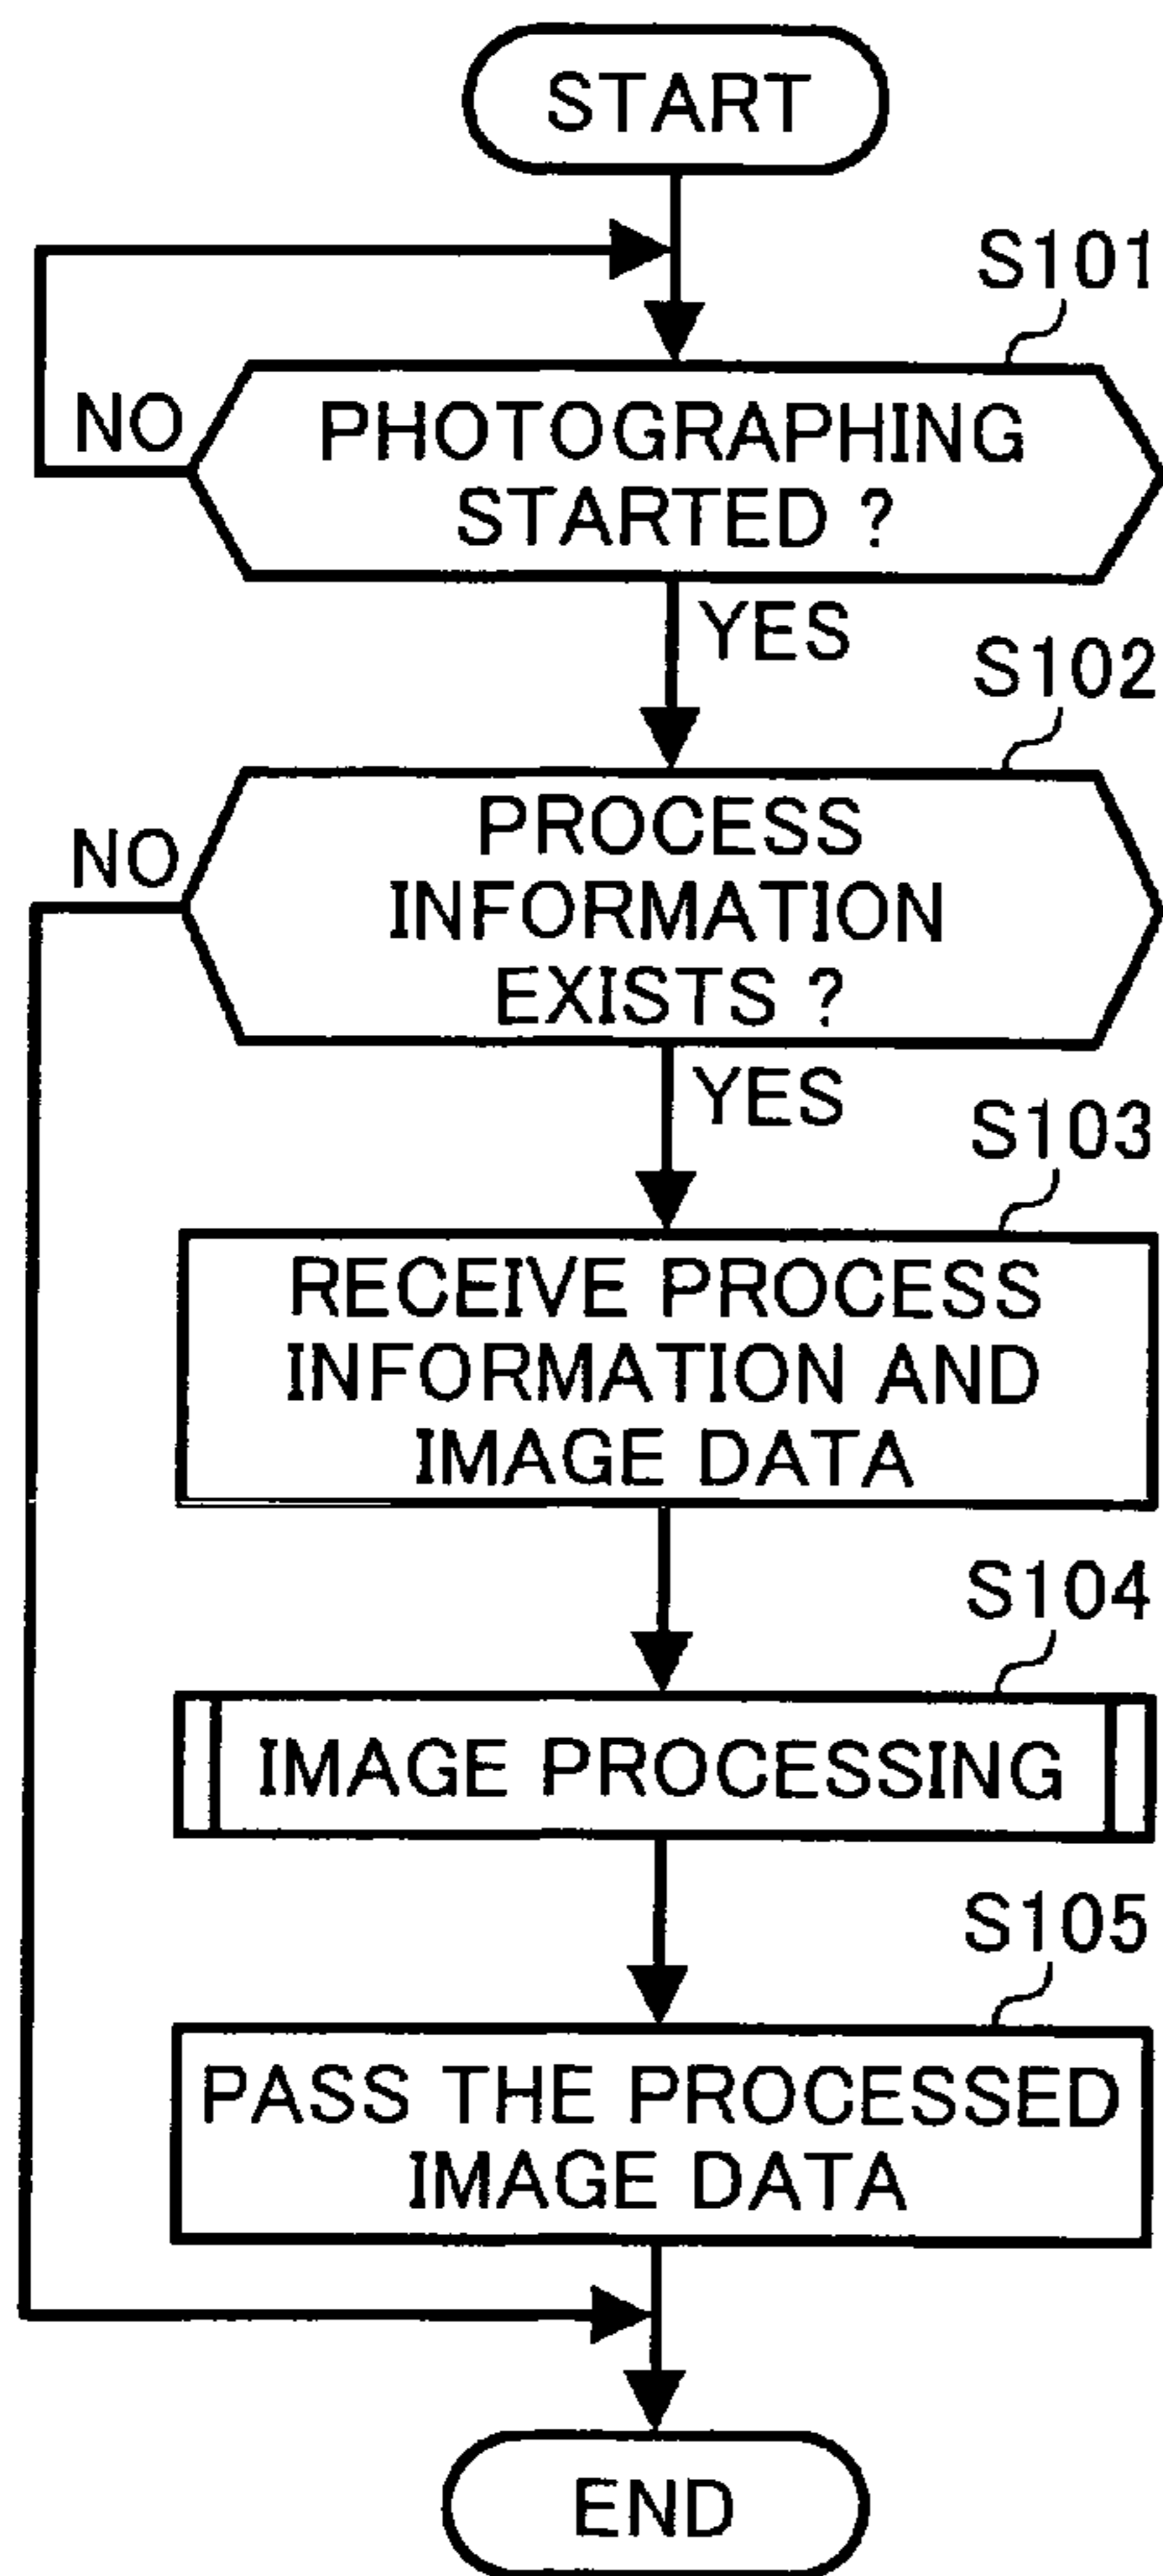 START
S101
NO
PHOTOGRAPHING
STARTED ?
YES
S102
NO
PROCESS
INFORMATION
EXISTS ?
YES
S103
RECEIVE PROCESS
INFORMATION AND
IMAGE DATA
S104
IMAGE PROCESSING
S105
PASS THE PROCESSED
IMAGE DATA
END